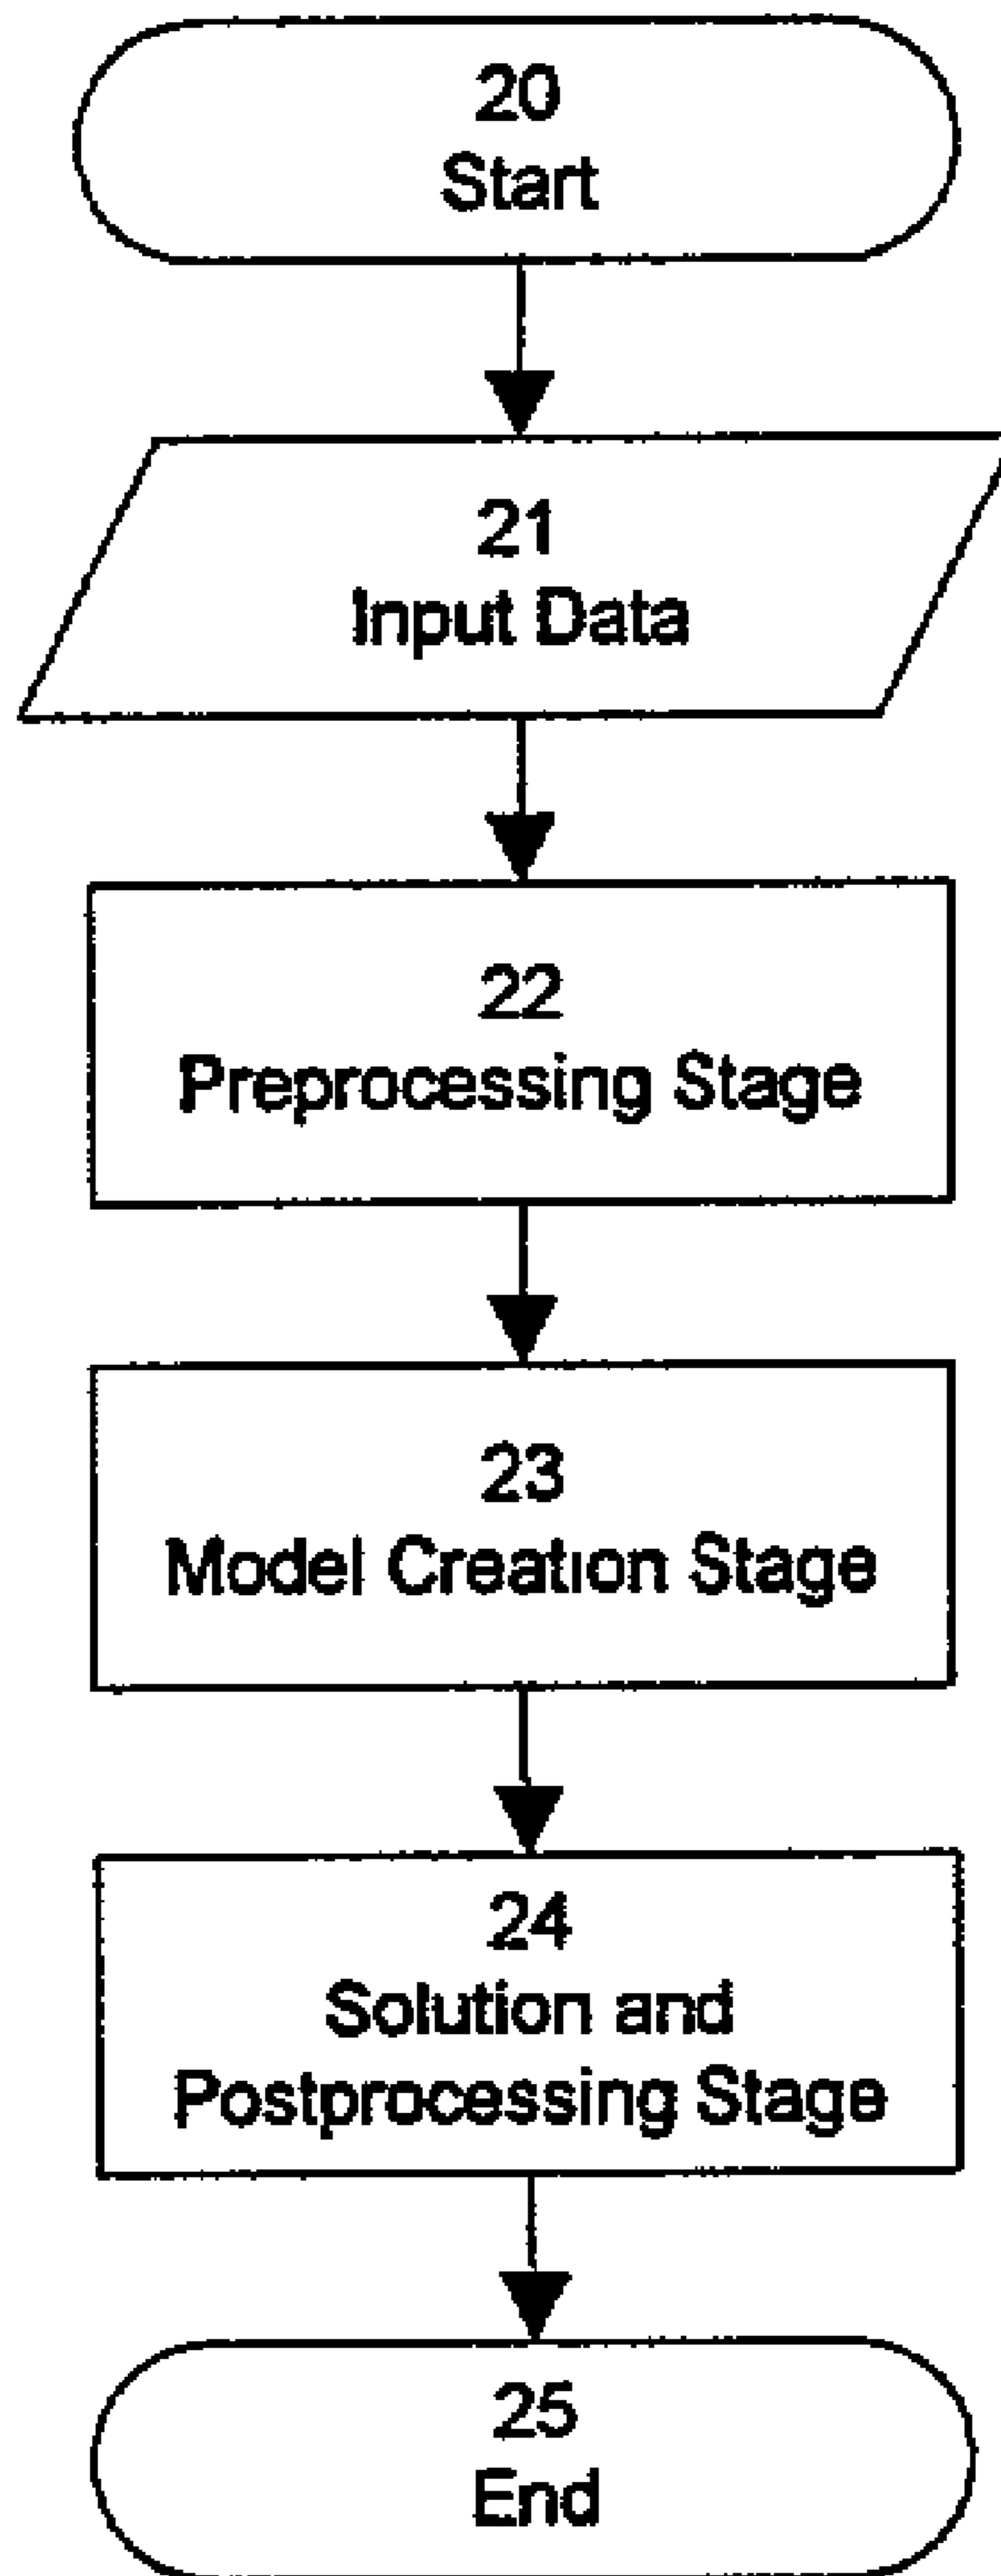 20
Start
21
Input Data
22
Preprocessing Stage
23
Model Creation Stage
24
Solution and
Postprocessing Stage
25
End